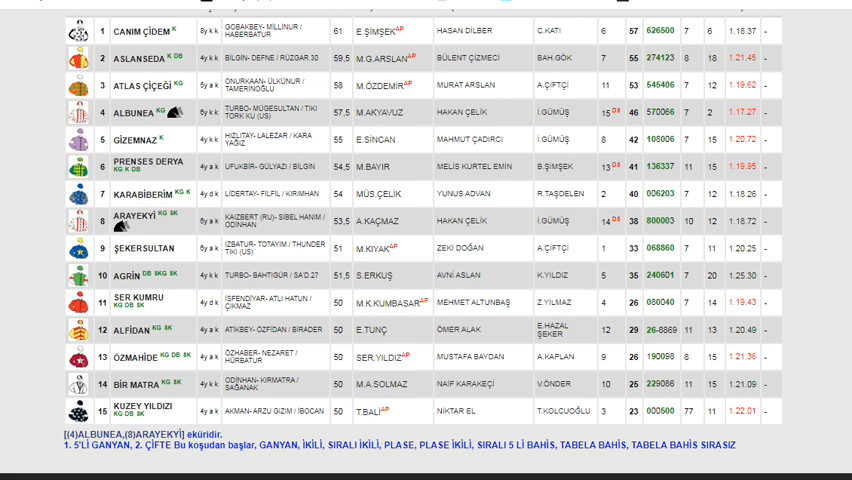 1 CANIM ÇİDEM K 6y k k GOBAKBEY- MİLLİNUR / HABERBATUR 61 E.ŞİMŞEK AP HASAN DİLBER C.KATI 6 57 626500 7 6 1.18.37 -
2 ASLANSEDA K DB 4y k k BİLGİN- DEFNE / RÜZGAR 30 59,5 M.G.ARSLAN AP BÜLENT ÇİZMECİ BAH.GÖK 7 55 274123 8 18 1.21.45 -
3 ATLAS ÇİÇEĞİ KG 5y a k ONURKAAN- ÜLKÜNUR / TAMERİNOĞLU 58 M.ÖZDEMİR AP MURAT ARSLAN A.ÇİFTÇİ 11 53 545406 7 12 1.19.62 -
4 ALBUNEA KG 6y k k TURBO- MÜGESULTAN / TIKI TORK KU (US) 57,5 M.AKYAVUZ HAKAN ÇELİK İ.GÜMÜŞ 15 DS 46 570066 7 2 1.17.27 -
5 GİZEMNAZ K 4y k k HIZLITAY- LALEZAR / KARA YAĞIZ 55 E.SİNCAN MAHMUT ÇADIRCI İ.GÜMÜŞ 8 42 108006 7 15 1.20.72 -
6 PRENSES DERYA KG K DB 4y a k UFUKBİR- GÜLYAZI / BİLGİN 54,5 M.BAYIR MELİS KURTEL EMİN B.ŞİMŞEK 13 DS 41 136337 11 15 1.19.95 -
7 KARABİBERİM KG K 4y d k LİDERTAY- FİLFİL / KIRIMHAN 54 MÜS.ÇELİK YUNUS ADVAN R.TAŞDELEN 2 40 006203 7 12 1.18.26 -
8 ARAYEKYİ KG SK 6y a k KAIZBERT (RU)- SİBEL HANIM / ODİNHAN 53,5 A.KAÇMAZ HAKAN ÇELİK İ.GÜMÜŞ 14 DS 38 800003 10 12 1.18.72 -
9 ŞEKERSULTAN 6y a k İZBATUR- TOTAYIM / THUNDER TIKI (US) 51 M.KIYAK AP ZEKİ DOĞAN A.ÇİFTÇİ 1 33 068860 7 11 1.20.25 -
10 AGRİN DB SKG SK 4y k k TURBO- BAHTIGÜR / SA'D.27 51,5 S.ERKUŞ AVNİ ASLAN K.YILDIZ 5 35 240601 7 20 1.25.30 -
11 SER KUMRU KG DB SK 4y d k İSFENDİYAR- ATLI HATUN / ÇIKMAZ 50 M.K.KUMBASAR AP MEHMET ALTUNBAŞ Z.YILMAZ 4 26 080040 7 14 1.19.43 -
12 ALFİDAN KG SK 4y a k ATİKBEY- ÖZFİDAN / BİRADER 50 E.TUNÇ ÖMER ALAK E.HAZAL ŞEKER 12 29 26-8869 11 13 1.20.49 -
13 ÖZMAHİDE KG DB SK 4y a k ÖZHABER- NEZARET / HÜRBATUR 50 SER.YILDIZ AP MUSTAFA BAYDAN A.KAPLAN 9 26 190098 8 15 1.21.36 -
14 BİR MATRA KG SK 4y k k ODİNHAN- KIRMATRA / SAĞANAK 50 M.A.SOLMAZ NAİF KARAKEÇİ V.ÖNDER 10 25 229086 11 15 1.21.09 -
15 KUZEY YILDIZI KG DB SK 4y a k AKMAN- ARZU GIZIM / İBOCAN 50 T.BALİ AP NİKTAR EL T.KOLCUOĞLU 3 23 000500 77 11 1.22.01 -
[(4)ALBUNEA,(8)ARAYEKYİ] eküridir.
1. 5'Lİ GANYAN, 2. ÇİFTE Bu koşudan başlar, GANYAN, İKİLİ, SIRALI İKİLİ, PLASE, PLASE İKİLİ, SIRALI 5 Lİ BAHİS, TABELA BAHİS, TABELA BAHİS SIRASIZ